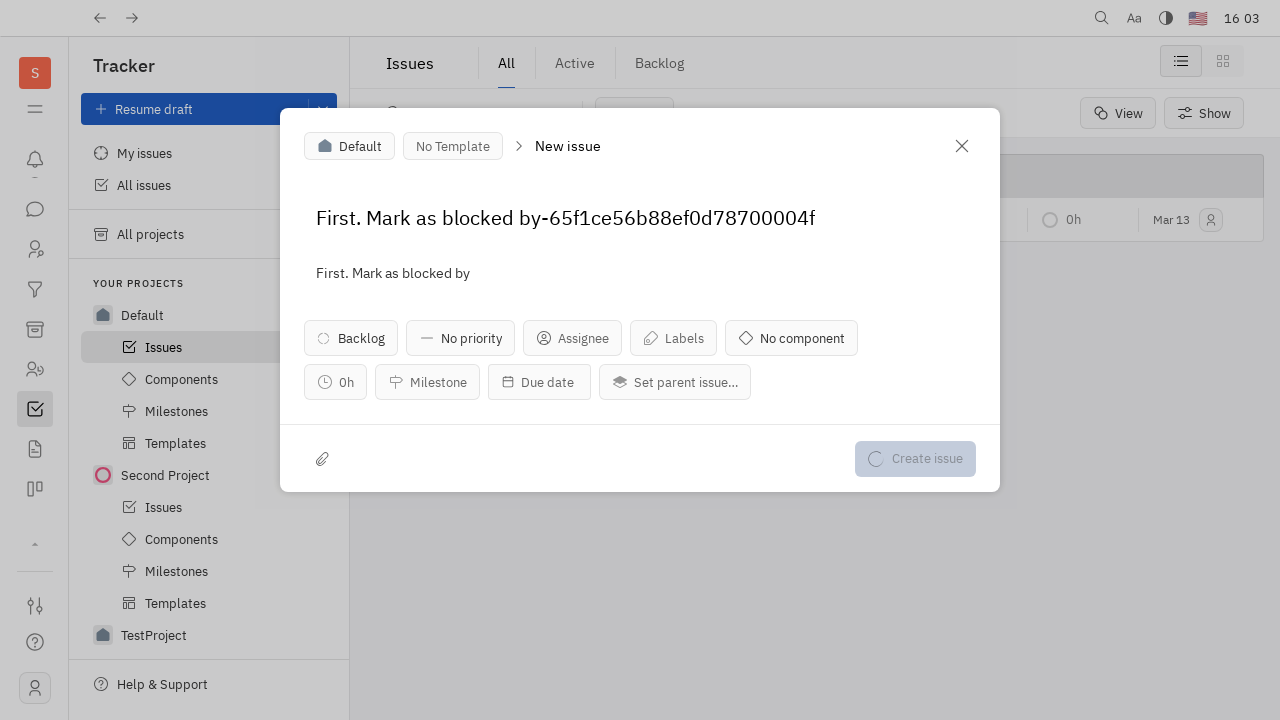 Aa
16 03
S
Tracker
Resume draft
My issues
All issues
All projects
YOUR PROJECTS
Default
Issues
Components
Milestones
Templates
Second Project
Issues
Components
Milestones
Templates
TestProject
Help & Support
Issues
All
Active
Backlog
View
Show
0h
Mar 13
Default
No Template
New issue
First. Mark as blocked by-65f1ce56b88ef0d78700004f
First. Mark as blocked by
Backlog
No priority
Assignee
Labels
No component
0h
Milestone
Due date
Set parent issue...
Create issue